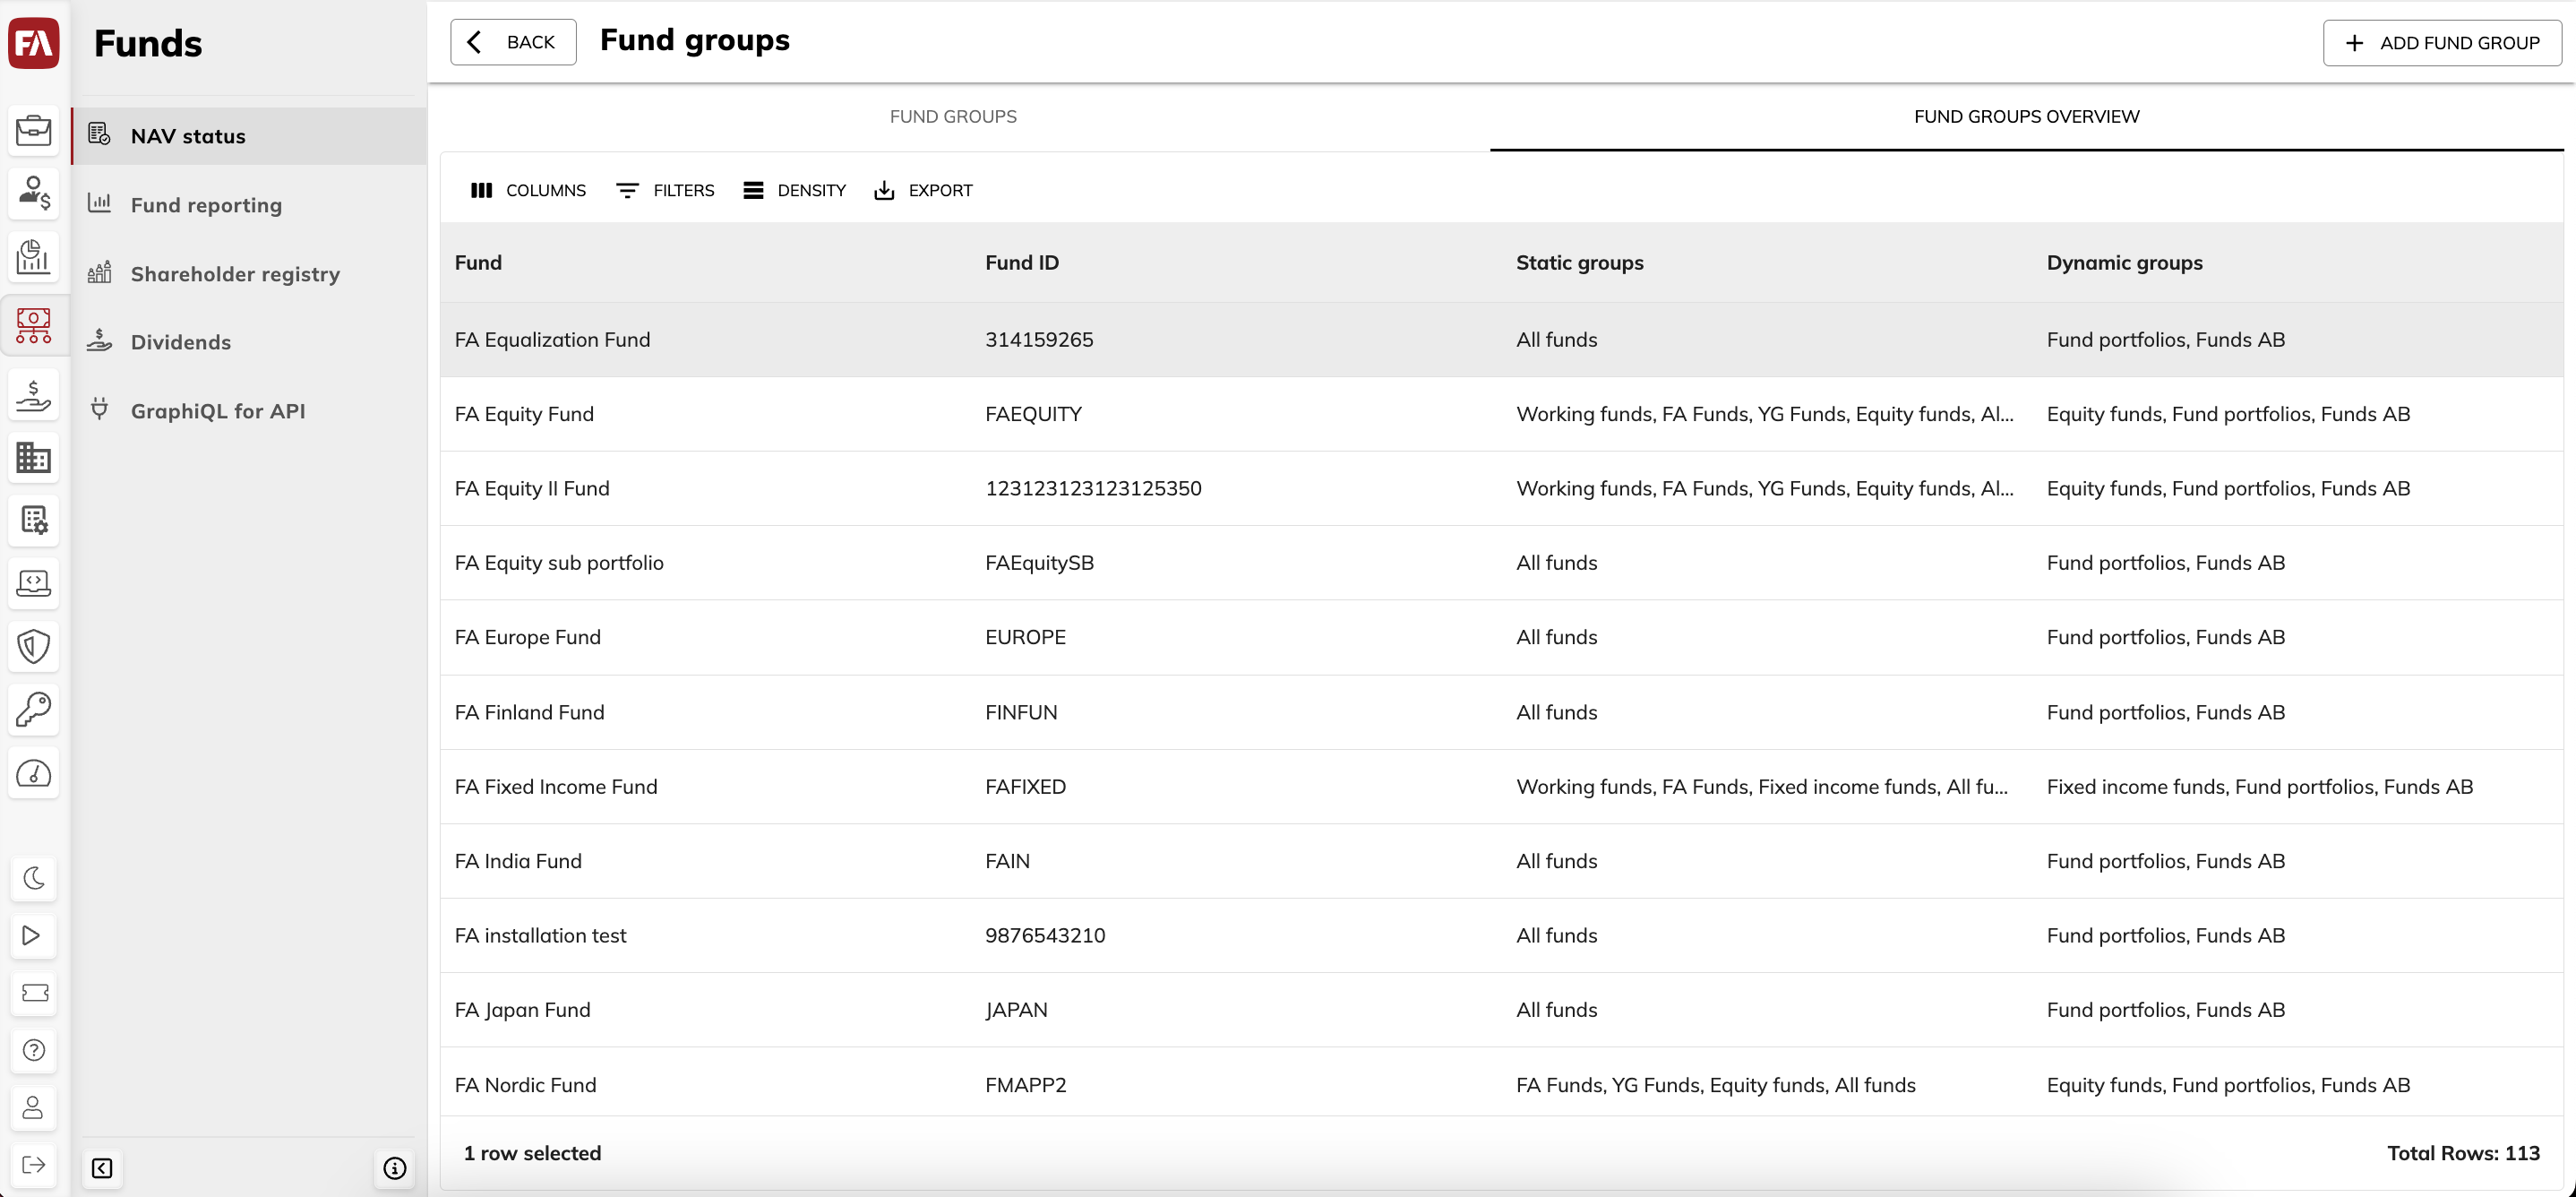 FA
Funds
NAV status
Fund reporting
Shareholder registry
Dividends
GraphiQL for API
BACK
Fund groups
ADD FUND GROUP
FUND GROUPS
FUND GROUPS OVERVIEW
COLUMNS FILTERS DENSITY EXPORT
Fund Fund ID Static groups Dynamic groups
FA Equalization Fund 314159265 All funds Fund portfolios, Funds AB
FA Equity Fund FAEQUITY Working funds, FA Funds, YG Funds, Equity funds, Al... Equity funds, Fund portfolios, Funds AB
FA Equity II Fund 123123123123125350 Working funds, FA Funds, YG Funds, Equity funds, Al... Equity funds, Fund portfolios, Funds AB
FA Equity sub portfolio FAEquitySB All funds Fund portfolios, Funds AB
FA Europe Fund EUROPE All funds Fund portfolios, Funds AB
FA Finland Fund FINFUN All funds Fund portfolios, Funds AB
FA Fixed Income Fund FAFIXED Working funds, FA Funds, Fixed income funds, All fu... Fixed income funds, Fund portfolios, Funds AB
FA India Fund FAIN All funds Fund portfolios, Funds AB
FA installation test 9876543210 All funds Fund portfolios, Funds AB
FA Japan Fund JAPAN All funds Fund portfolios, Funds AB
FA Nordic Fund FMAPP2 FA Funds, YG Funds, Equity funds, All funds Equity funds, Fund portfolios, Funds AB
1 row selected
Total Rows: 113